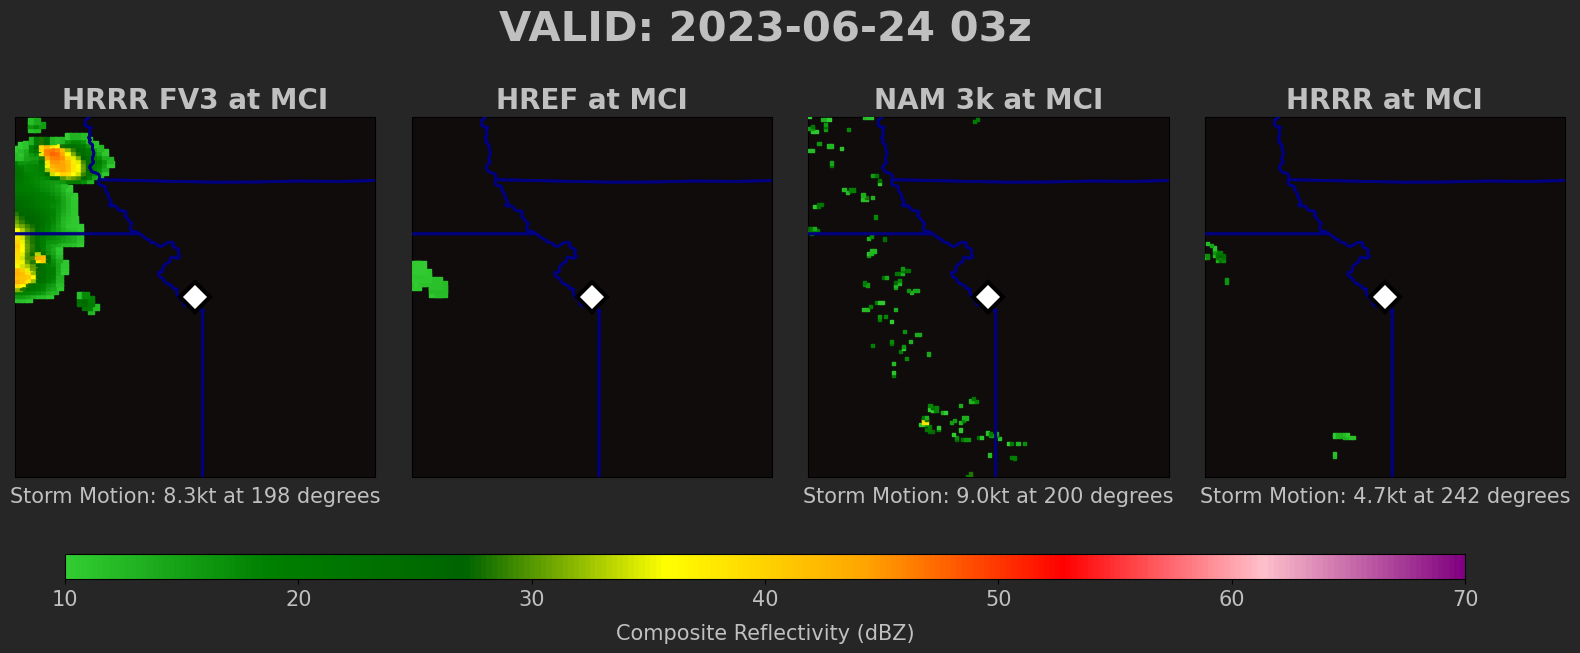 VALID: 2023-06-24 03z
HRRR FV3 at MCI
HREF at MCI
NAM 3k at MCI
HRRR at MCI
Storm Motion: 8.3kt at 198 degrees
Storm Motion: 9.0kt at 200 degrees
Storm Motion: 4.7kt at 242 degrees
10 20 30 40 50 60 70
Composite Reflectivity (dBZ)